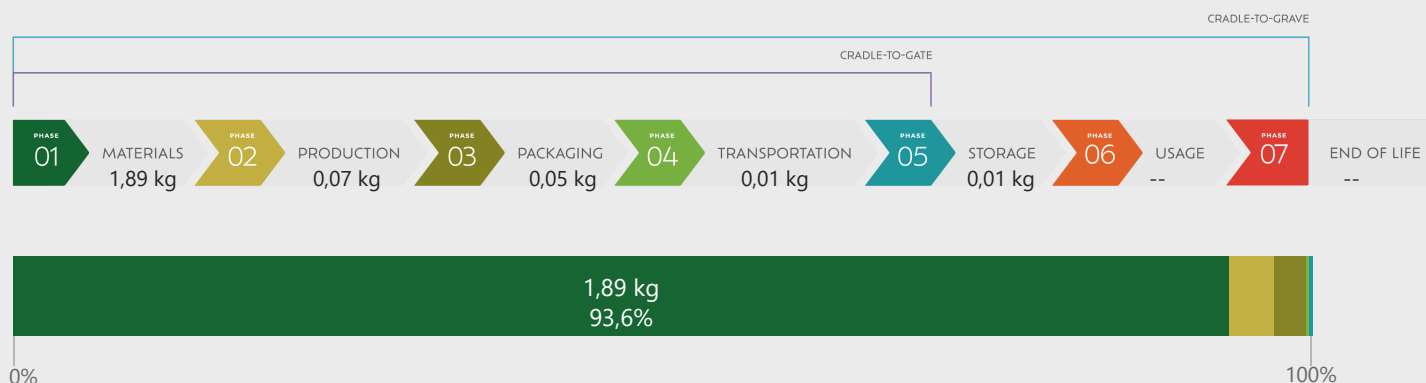 CRADLE-TO-GRAVE
CRADLE-TO-GATE
PHASE
01
MATERIALS
1,89 kg
PHASE
02
PRODUCTION
0,07 kg
PHASE
03
PACKAGING
0,05 kg
PHASE
04
TRANSPORTATION
0,01 kg
PHASE
05
STORAGE
0,01 kg
PHASE
06
USAGE
--
PHASE
07
END OF LIFE
--
1,89 kg
93,6%
0%
100%